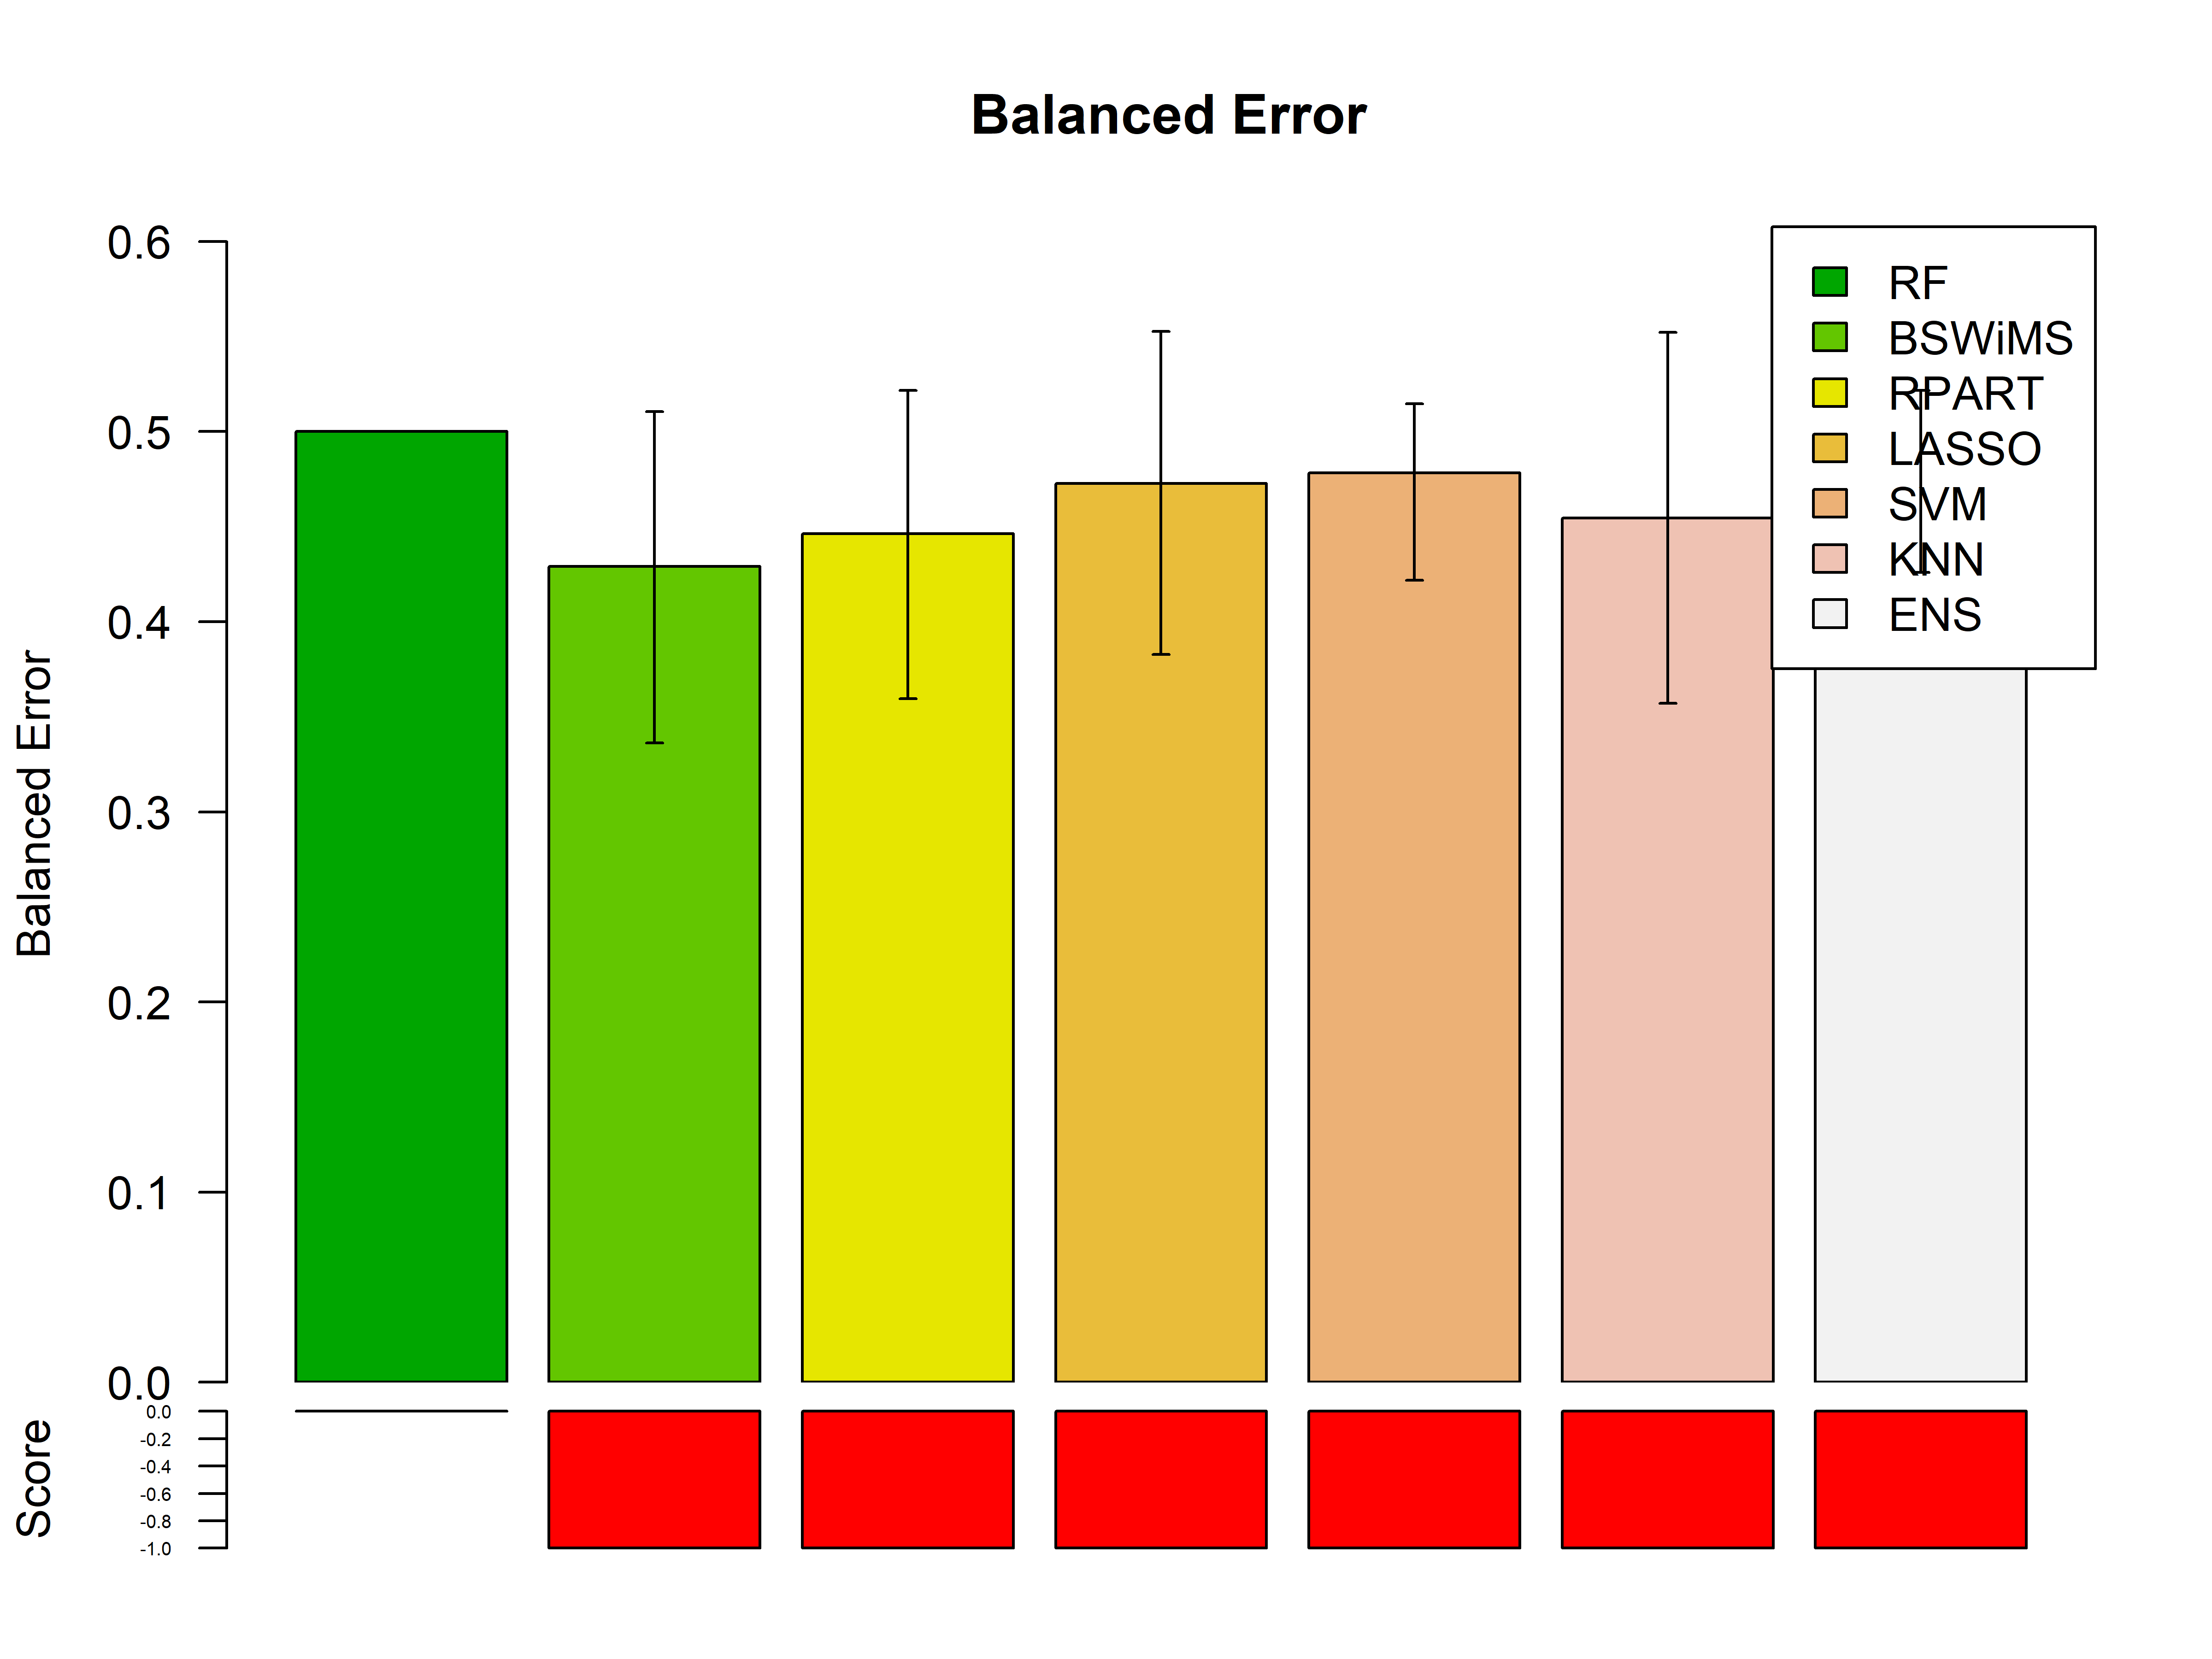 Balanced Error
0.6
0.5
0.4
0.3
0.2
0.1
0.0
Balanced Error
RF
BSWiMS
RPART
LASSO
SVM
KNN
ENS
0.0
-0.2
-0.4
-0.6
-0.8
-1.0
Score